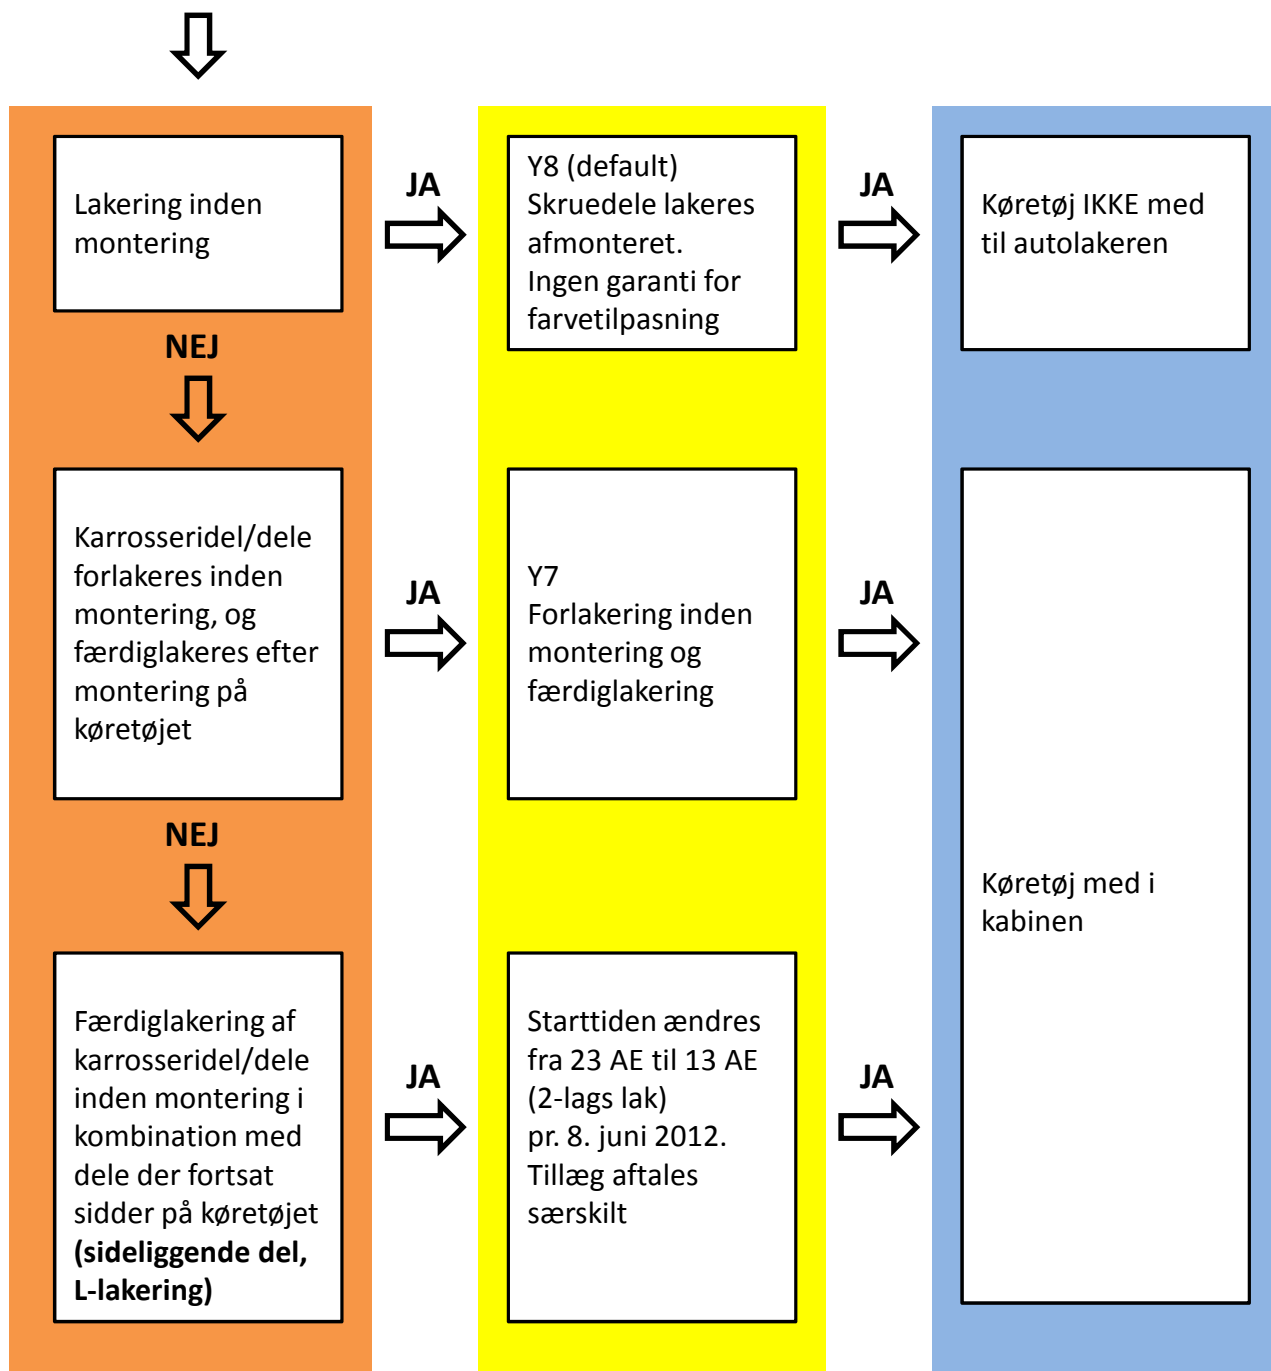 Lakering inden
montering
JA
Y8 (default)
Skruedele lakeres
afmonteret.
Ingen garanti for
farvetilpasning
JA
Køretøj IKKE med
til autolakeren
NEJ
Karrosseridel/dele
forlakeres inden
montering, og
færdiglakeres efter
montering på
køretøjet
JA
Y7
Forlakering inden
montering og
færdiglakering
JA
Køretøj med i
kabinen
NEJ
Færdiglakering af
karrosseridel/dele
inden montering i
kombination med
dele der fortsat
sidder på køretøjet
(sideliggende del,
L-lakering)
JA
Starttiden ændres
fra 23 AE til 13 AE
(2-lags lak)
pr. 8. juni 2012.
Tillæg aftales
særskilt
JA